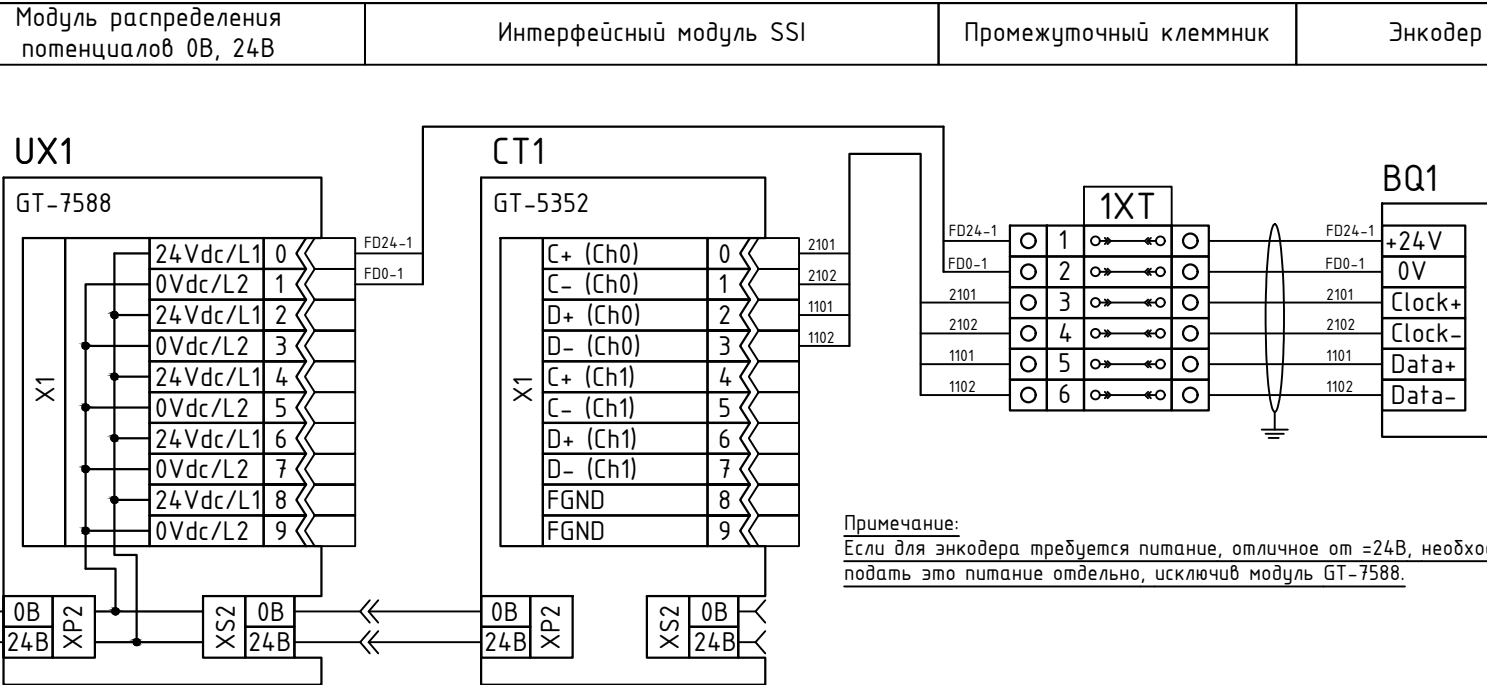 Модуль распределения
потенциалов 0В, 24В
Интерфейсный модуль SSI
Промежуточный клеммник
Энкодер
UX1
GT-7588
X1
24Vdc/L1 0
0Vdc/L2 1
24Vdc/L1 2
0Vdc/L2 3
24Vdc/L1 4
0Vdc/L2 5
24Vdc/L1 6
0Vdc/L2 7
24Vdc/L1 8
0Vdc/L2 9
FD24-1
FD0-1
0В
24В
XP2
XS2
0В
24В
CT1
GT-5352
X1
C+ (Ch0) 0
C- (Ch0) 1
D+ (Ch0) 2
D- (Ch0) 3
C+ (Ch1) 4
C- (Ch1) 5
D+ (Ch1) 6
D- (Ch1) 7
FGND 8
FGND 9
2101
2102
1101
1102
0В
24В
XP2
XS2
0В
24В
1XT
FD24-1 1
FD0-1 2
2101 3
2102 4
1101 5
1102 6
BQ1
FD24-1 +24V
FD0-1 0V
2101 Clock+
2102 Clock-
1101 Data+
1102 Data-
Примечание:
Если для энкодера требуется питание, отличное от =24В,
подать это питание отдельно, исключив модуль GT-7588.